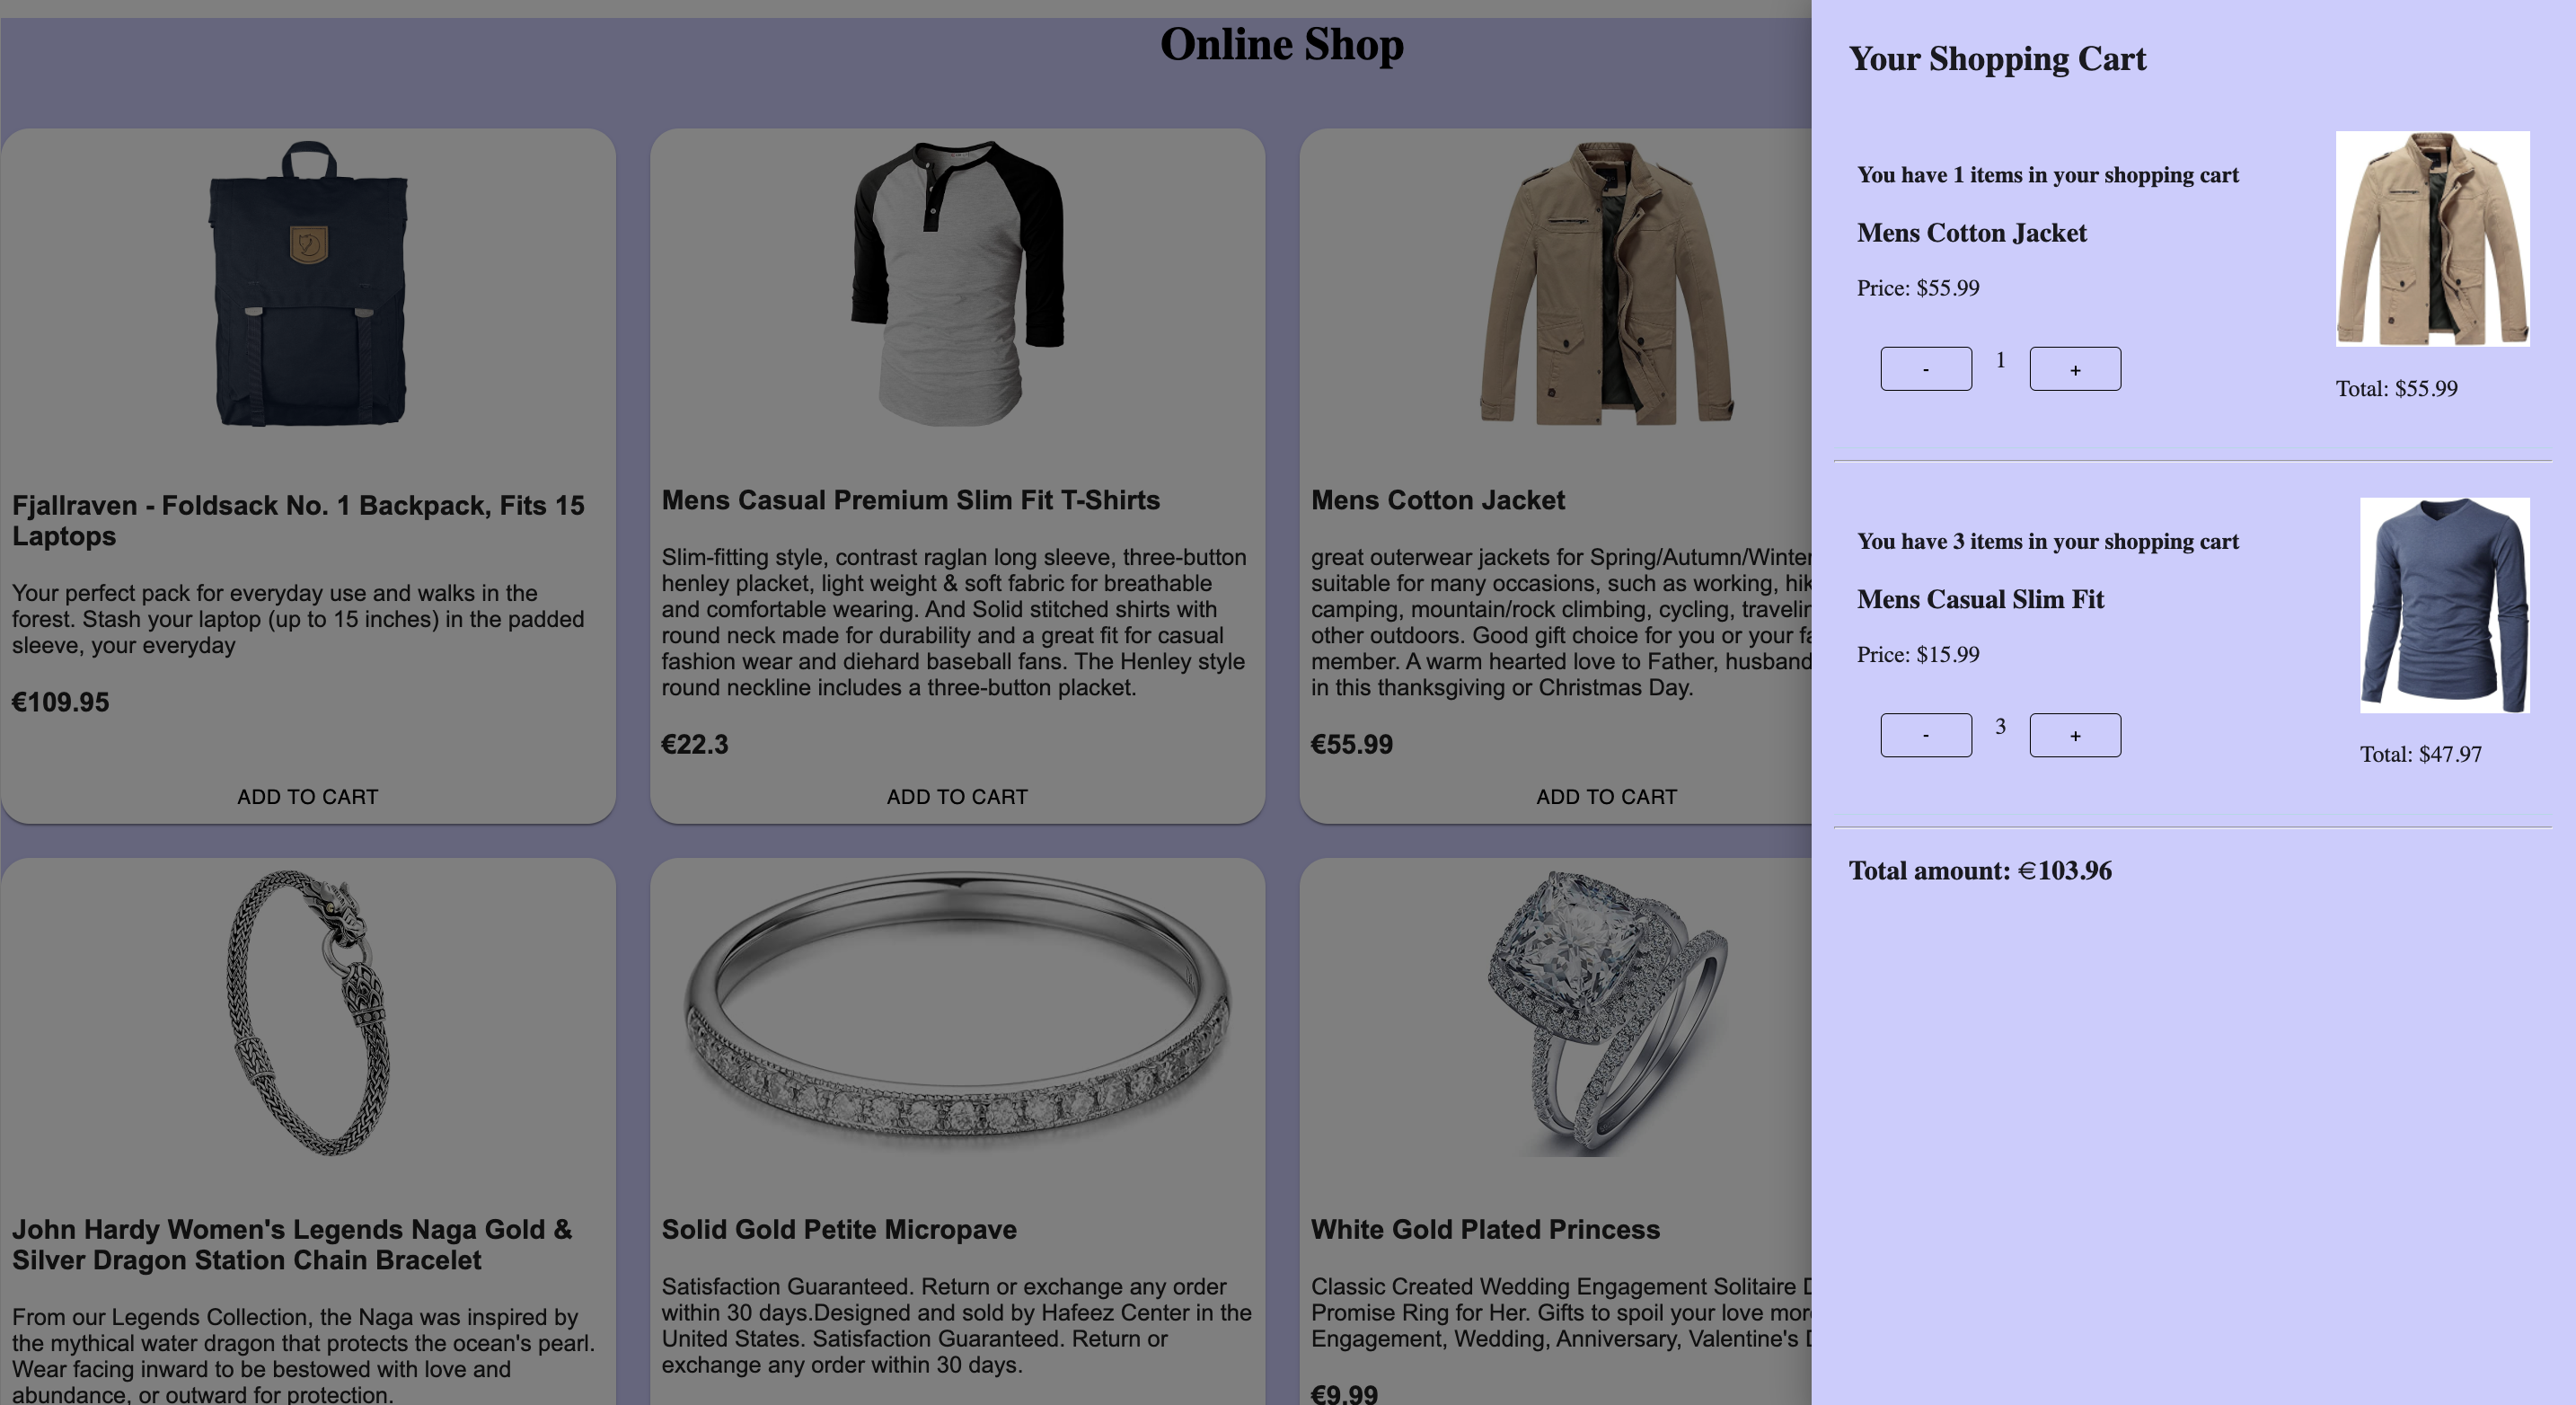 Online Shop
Fjallraven - Foldsack No. 1 Backpack, Fits 15
Laptops
Your perfect pack for everyday use and walks in the
forest. Stash your laptop (up to 15 inches) in the padded
sleeve, your everyday
€109.95
ADD TO CART
Mens Casual Premium Slim Fit T-Shirts
Slim-fitting style, contrast raglan long sleeve, three-button
henley placket, light weight & soft fabric for breathable
and comfortable wearing. And Solid stitched shirts with
round neck made for durability and a great fit for casual
fashion wear and diehard baseball fans. The Henley style
round neckline includes a three-button placket.
€22.3
ADD TO CART
Mens Cotton Jacket
great outerwear jackets for Spring/Autumn/Winter
suitable for many occasions, such as working,
camping, mountain/rock climbing, cycling,
other outdoors. Good gift choice for you or your
member. A warm hearted love to Father, husband
in this thanksgiving or Christmas Day.
€55.99
ADD TO CART
John Hardy Women's Legends Naga Gold &
Silver Dragon Station Chain Bracelet
From our Legends Collection, the Naga was inspired by
the mythical water dragon that protects the ocean's pearl.
Wear facing inward to be bestowed with love and
abundance, or outward for protection.
Solid Gold Petite Micropave
Satisfaction Guaranteed. Return or exchange any order
within 30 days.Designed and sold by Hafeez Center in the
United States. Satisfaction Guaranteed. Return or
exchange any order within 30 days.
White Gold Plated Princess
Classic Created Wedding Engagement Solitaire
Promise Ring for Her. Gifts to spoil your love
Engagement, Wedding, Anniversary, Valentine's
€9.99
Your Shopping Cart
You have 1 items in your shopping cart
Mens Cotton Jacket
Price: $55.99
- 1 +
Total: $55.99
You have 3 items in your shopping cart
Mens Casual Slim Fit
Price: $15.99
- 3 +
Total: $47.97
Total amount: €103.96